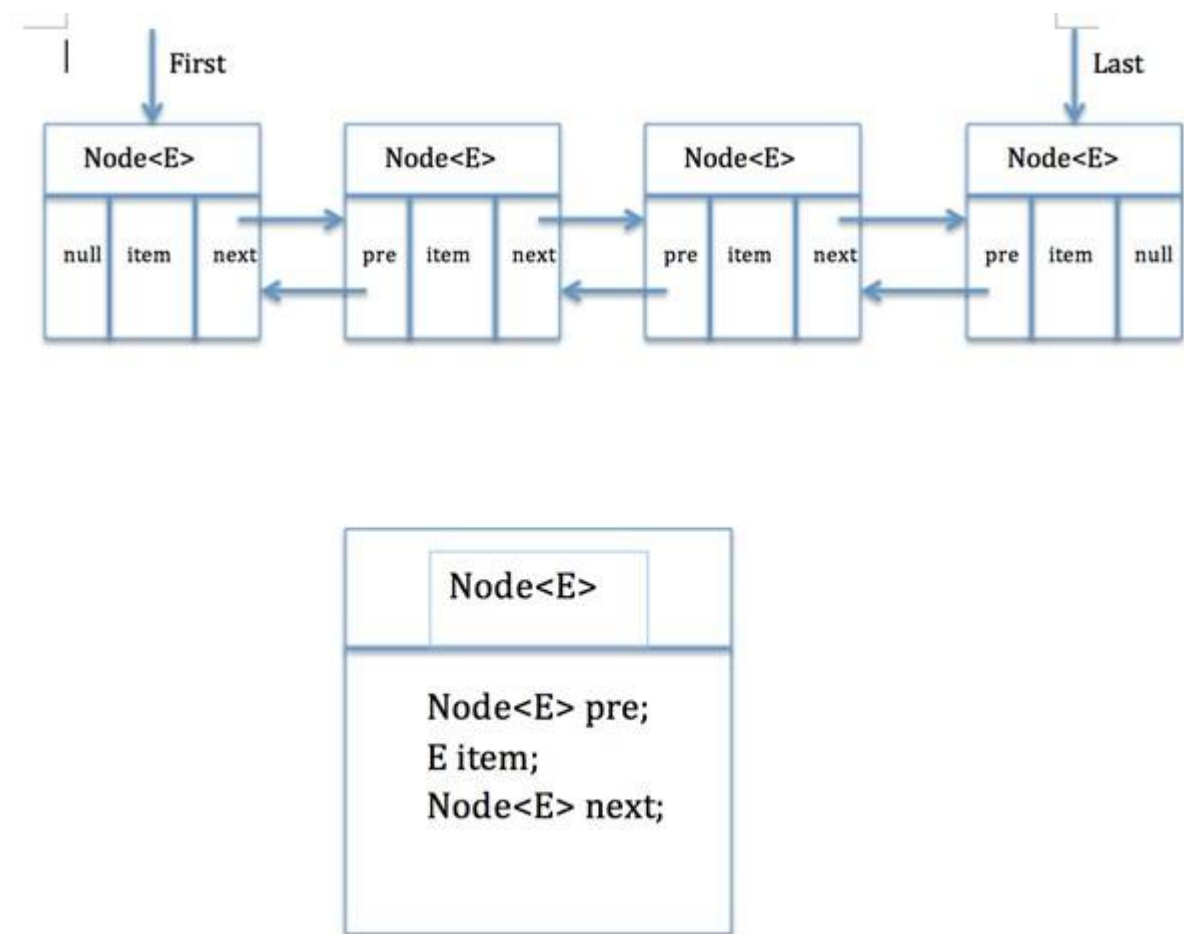 First
Last
Node<E>
Node<E>
Node<E>
Node<E>
null item next
pre item next
pre item next
pre item null
Node<E>
Node<E> pre;
E item;
Node<E> next;